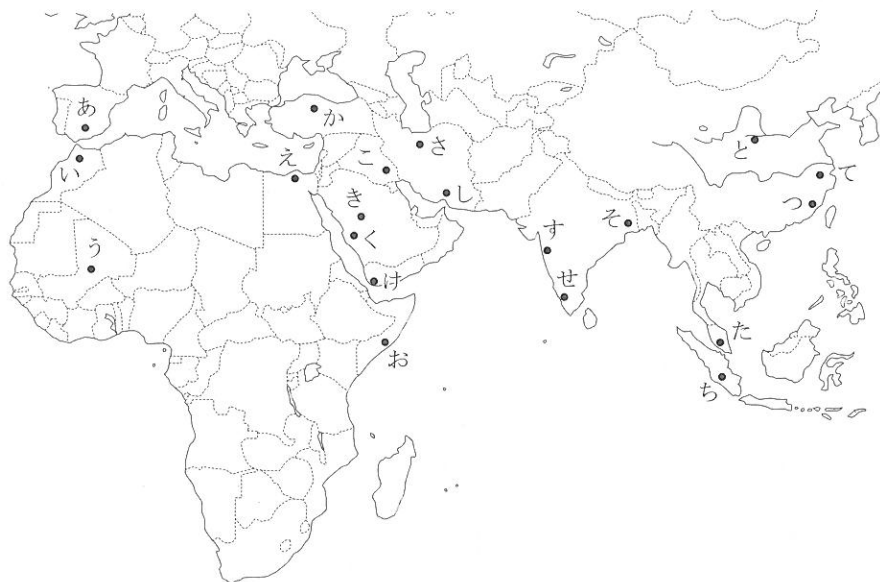 あ
か
さ
と
え
こ
い
し
て
き
そ
つ
く
す
う
け
せ
た
お
ち